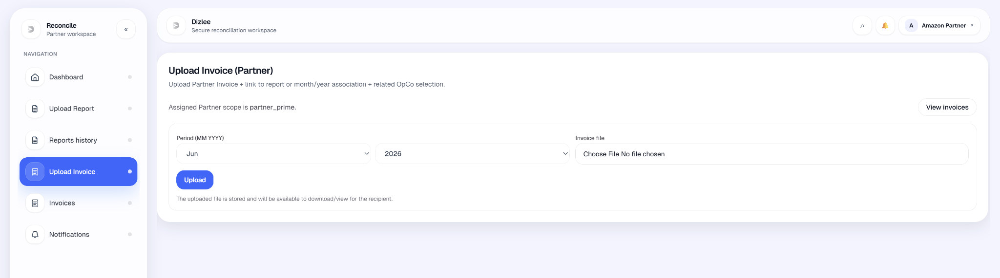 Reconcile
Partner workspace
«
NAVIGATION
Dashboard
Upload Report
Reports history
Upload Invoice
Invoices
Notifications
Dizlee
Secure reconciliation workspace
A Amazon Partner
Upload Invoice (Partner)
Upload Partner Invoice + link to report or month/year association + related OpCo selection.
Assigned Partner scope is partner_prime.
View invoices
Period (MM YYYY)
Invoice file
Jun
2026
Choose File No file chosen
Upload
The uploaded file is stored and will be available to download/view for the recipient.